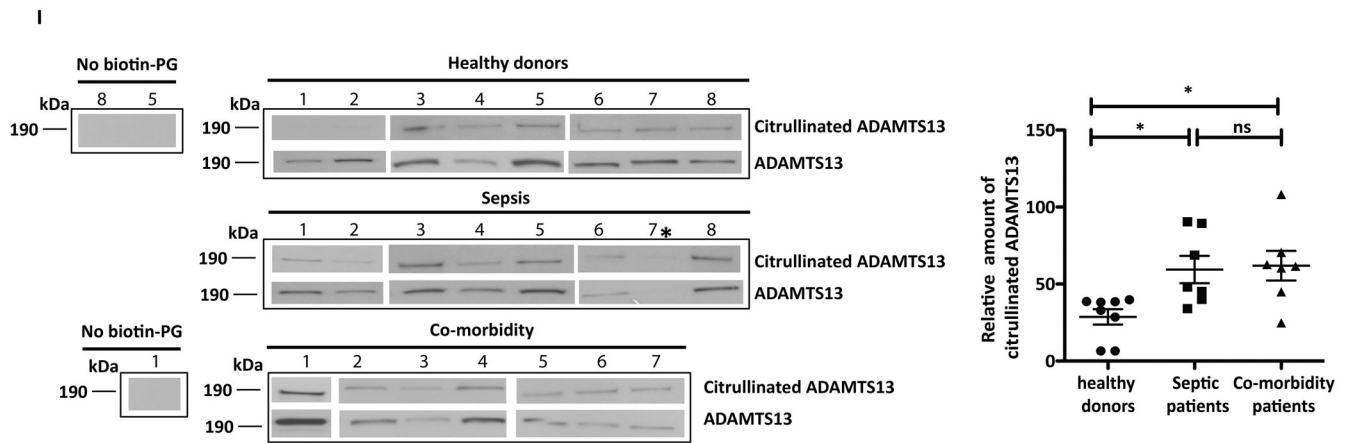 I
No biotin-PG
Healthy donors
kDa
8 5
kDa
1 2 3 4 5 6 7 8
190
190
Citrullinated ADAMTS13
190
ADAMTS13
Sepsis
kDa
1 2 3 4 5 6 7* 8
190
Citrullinated ADAMTS13
190
ADAMTS13
No biotin-PG
Co-morbidity
kDa
1
kDa
1 2 3 4 5 6 7
190
190
Citrullinated ADAMTS13
190
ADAMTS13
*
*
ns
Relative amount of
citrullinated ADAMTS13
150
100
50
0
healthy
donors
Septic
patients
Co-morbidity
patients